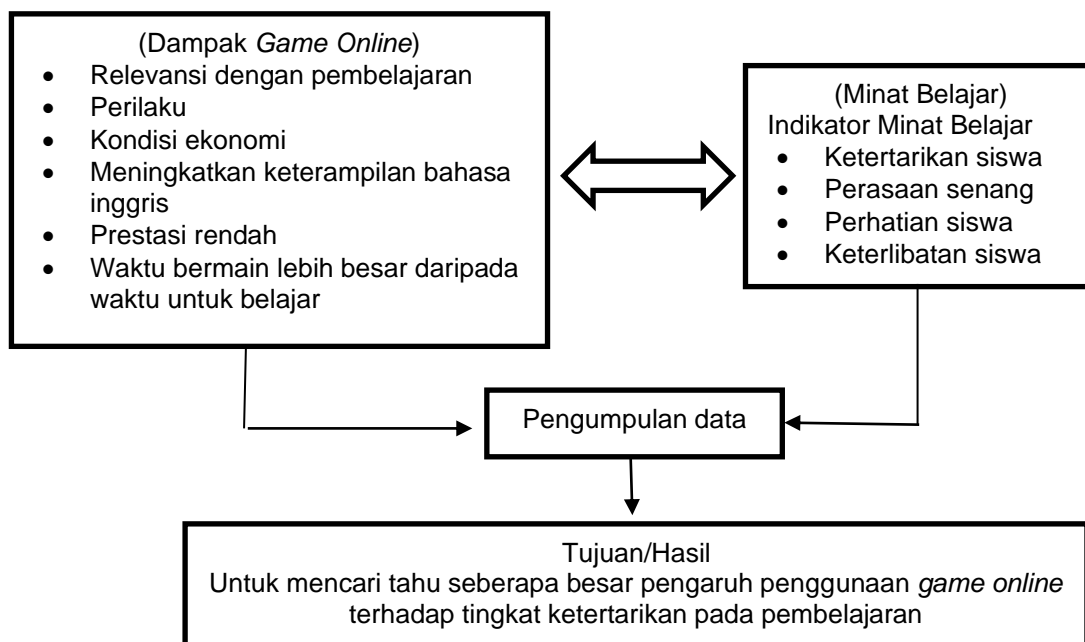 (Dampak Game Online)
• Relevansi dengan pembelajaran
• Perilaku
• Kondisi ekonomi
• Meningkatkan keterampilan bahasa
inggris
• Prestasi rendah
• Waktu bermain lebih besar daripada
waktu untuk belajar
(Minat Belajar)
Indikator Minat Belajar
• Ketertarikan siswa
• Perasaan senang
• Perhatian siswa
• Keterlibatan siswa
Pengumpulan data
Tujuan/Hasil
Untuk mencari tahu seberapa besar pengaruh penggunaan game online
terhadap tingkat ketertarikan pada pembelajaran